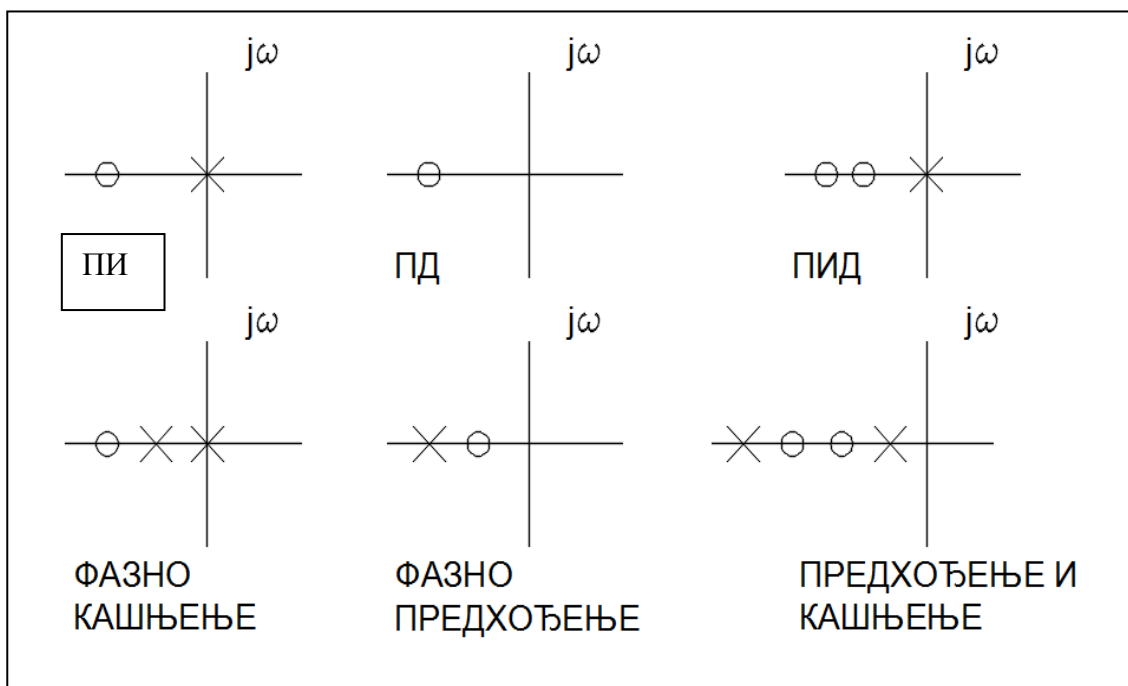 jω
jω
jω
ПИ
ПД
ПИД
jω
jω
jω
ФАЗНО
КАШЊЕЊЕ
ФАЗНО
ПРЕДХОЂЕЊЕ
ПРЕДХОЂЕЊЕ И
КАШЊЕЊЕ